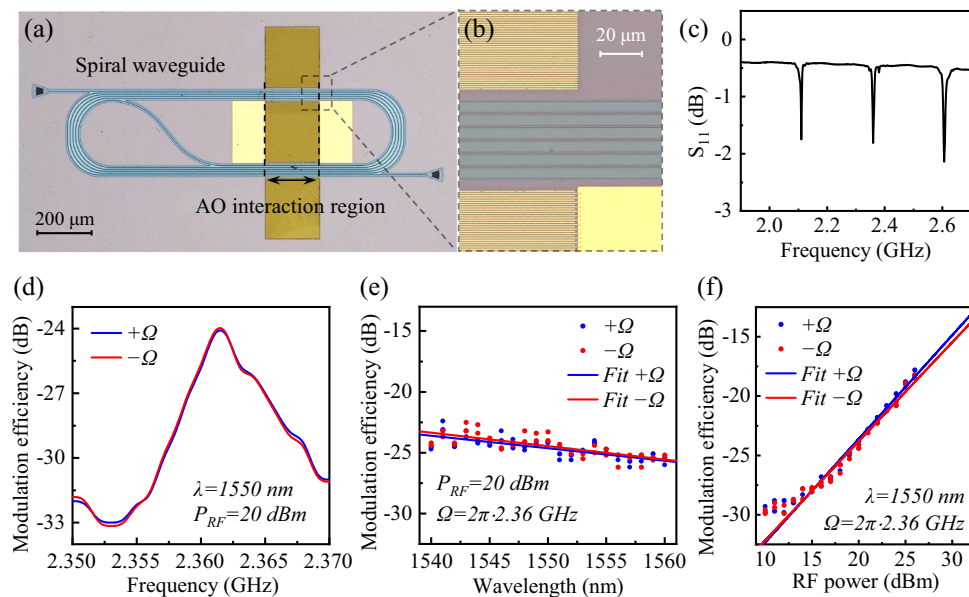 (a)
Spiral waveguide
AO interaction region
200 μm
(b)
20 μm
(c)
S11 (dB)
0
-1
-2
-3
2.0 2.2 2.4 2.6
Frequency (GHz)
(d)
Modulation efficiency (dB)
+Ω
−Ω
-24
-27
-30
-33
λ=1550 nm
P_RF=20 dBm
2.350 2.355 2.360 2.365 2.370
Frequency (GHz)
(e)
Modulation efficiency (dB)
+Ω
−Ω
Fit +Ω
Fit −Ω
-15
-20
-25
-30
P_RF=20 dBm
Ω=2π·2.36 GHz
1540 1545 1550 1555 1560
Wavelength (nm)
(f)
Modulation efficiency (dB)
+Ω
−Ω
Fit +Ω
Fit −Ω
-15
-20
-25
-30
λ=1550 nm
Ω=2π·2.36 GHz
10 15 20 25 30
RF power (dBm)